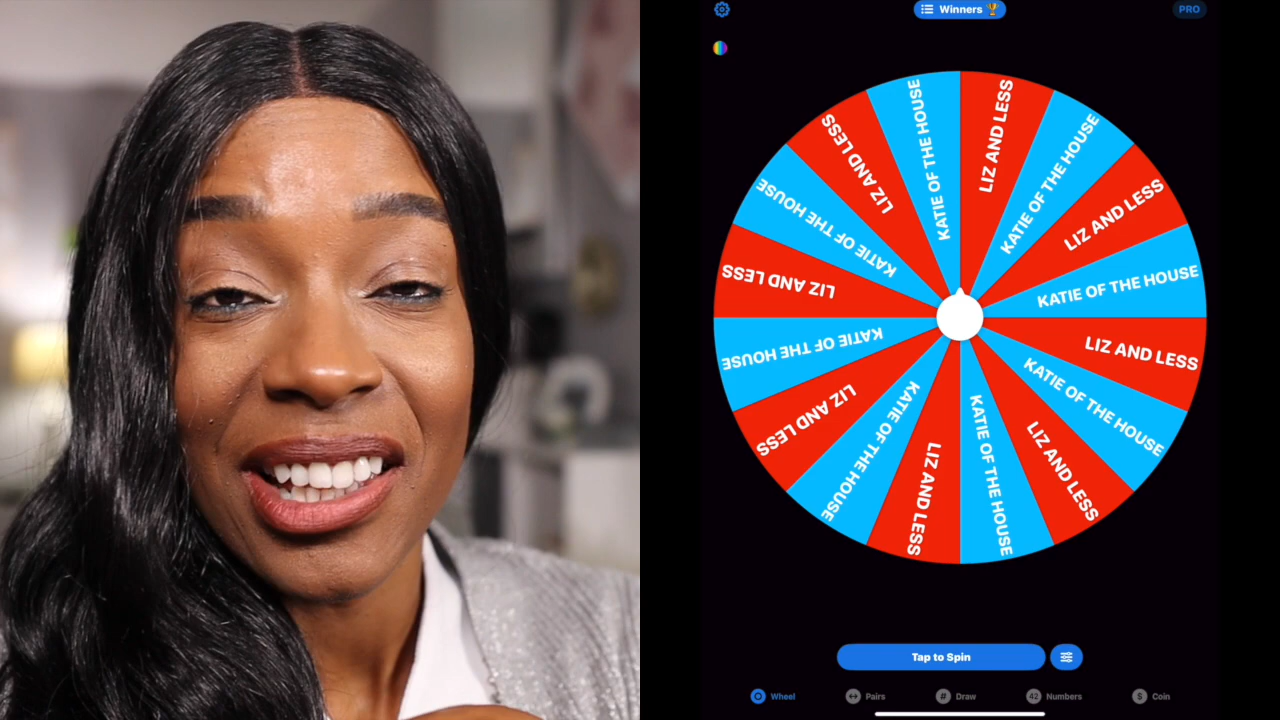 Winners
PRO
KATIE OF THE HOUSE
LIZ AND LESS
KATIE OF THE HOUSE
LIZ AND LESS
KATIE OF THE HOUSE
LIZ AND LESS
KATIE OF THE HOUSE
LIZ AND LESS
KATIE OF THE HOUSE
LIZ AND LESS
KATIE OF THE HOUSE
LIZ AND LESS
KATIE OF THE HOUSE
LIZ AND LESS
KATIE OF THE HOUSE
LIZ AND LESS
Tap to Spin
Wheel
Pairs
# Draw
42 Numbers
$ Coin